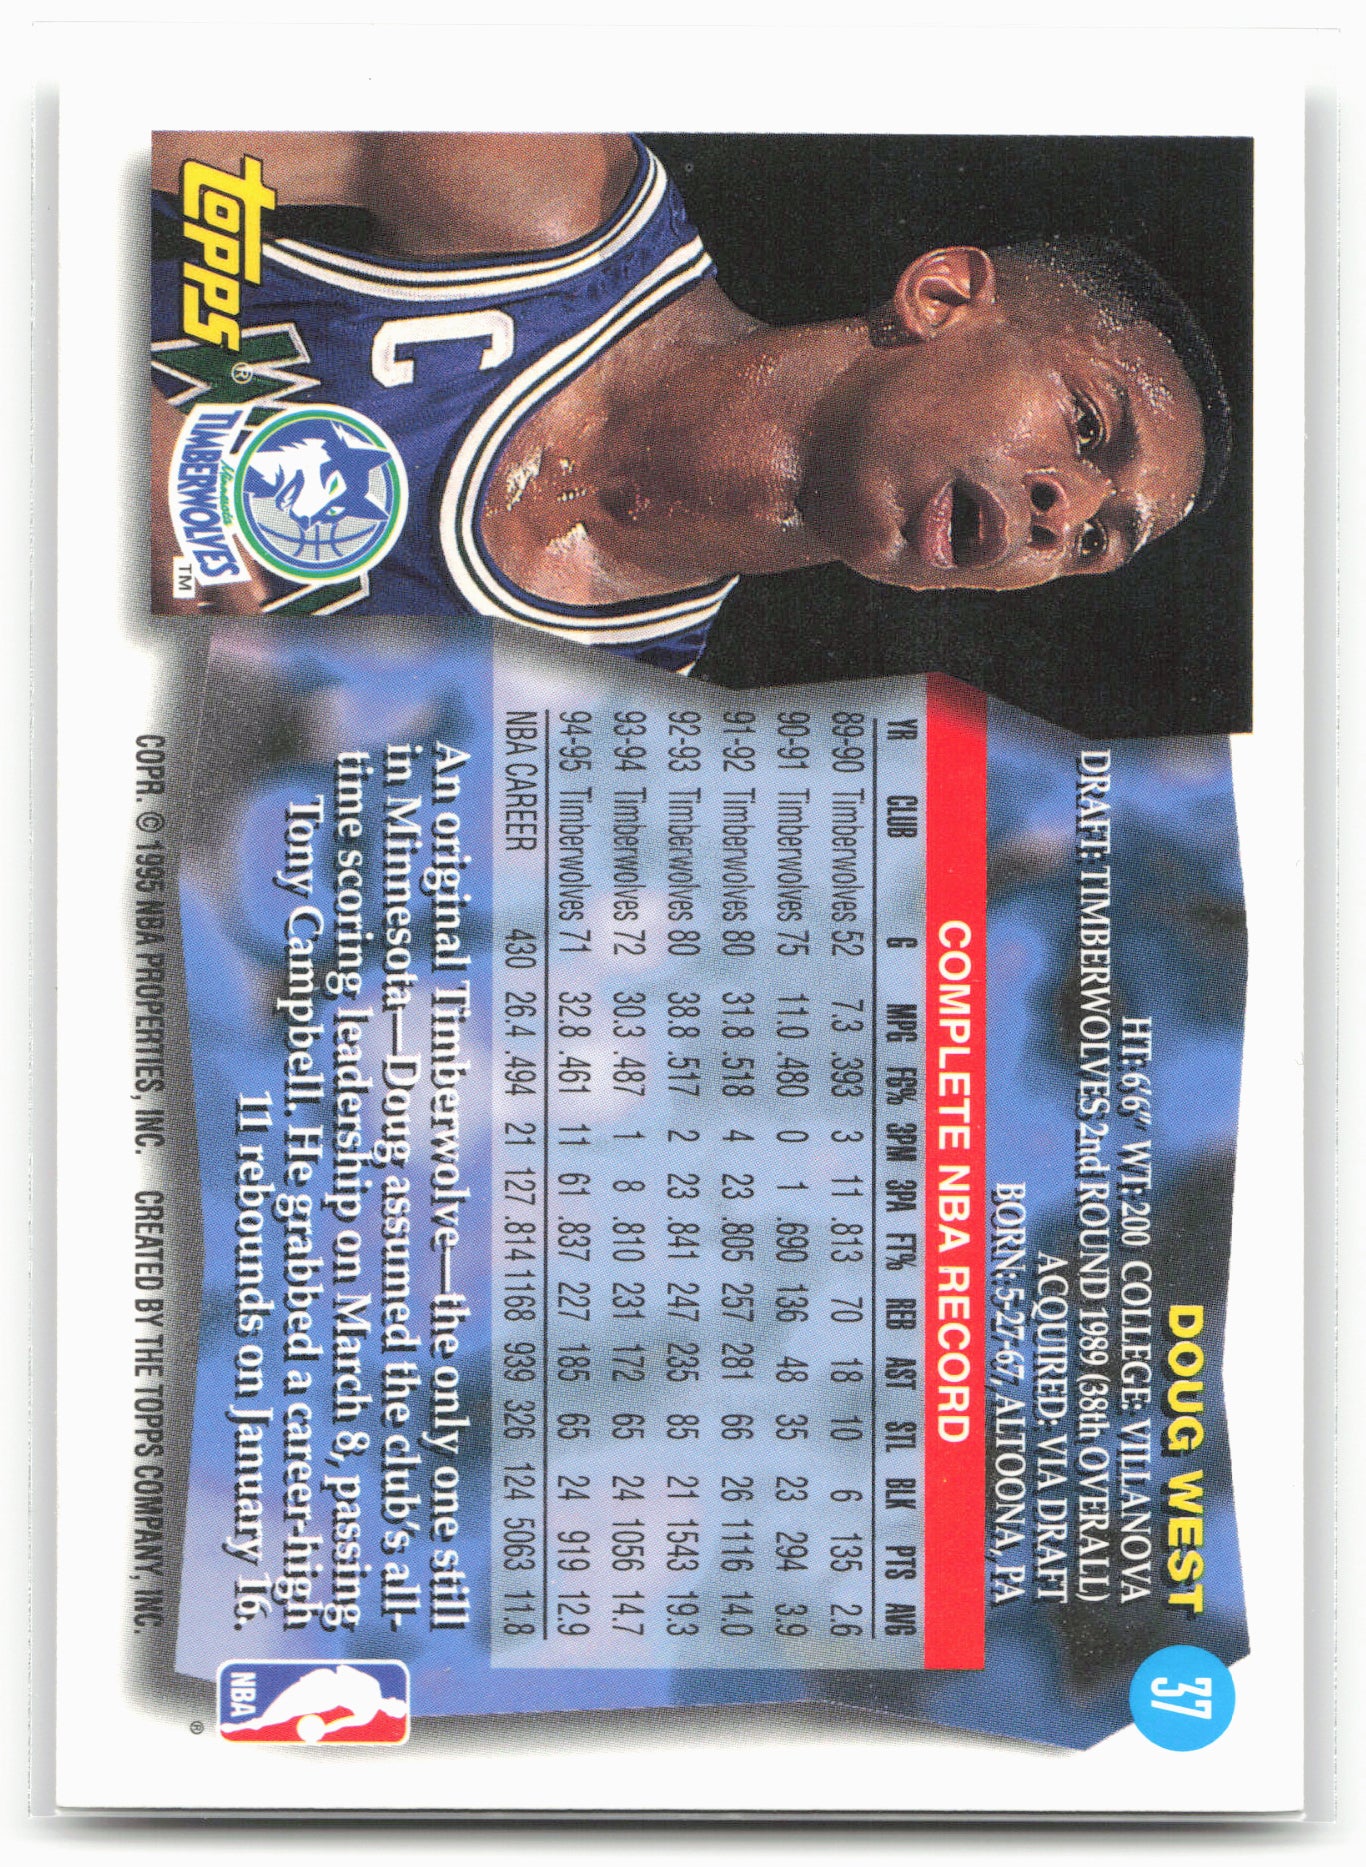 37
DOUG WEST
HT: 6'6" WT: 200 COLLEGE: VILLANOVA
DRAFT: TIMBERWOLVES 2nd ROUND 1989 (38th OVERALL)
ACQUIRED: VIA DRAFT
BORN: 5-27-67, ALTOONA, PA
COMPLETE NBA RECORD
YR CLUB G MPG FG% 3PM 3PA FT% REB AST STL BLK PTS AVG
89-90 Timberwolves 52 7.3 .393 3 11 .813 70 18 10 6 135 2.6
90-91 Timberwolves 75 11.0 .480 0 1 .690 136 48 35 23 294 3.9
91-92 Timberwolves 80 31.8 .518 4 23 .805 257 281 66 26 1116 14.0
92-93 Timberwolves 80 38.8 .517 2 23 .841 247 235 85 21 1543 19.3
93-94 Timberwolves 72 30.3 .487 1 8 .810 231 172 65 24 1056 14.7
94-95 Timberwolves 71 32.8 .461 11 61 .837 227 185 65 24 919 12.9
NBA CAREER 430 26.4 .494 21 127 .814 1168 939 326 124 5063 11.8
An original Timberwolve—the only one still
in Minnesota—Doug assumed the club's all-
time scoring leadership on March 8, passing
Tony Campbell. He grabbed a career-high
11 rebounds on January 16.
C
TOPPS ®
Minnesota
TIMBERWOLVES TM
NBA ®
COPR. © 1995 NBA PROPERTIES, INC. CREATED BY THE TOPPS COMPANY, INC.